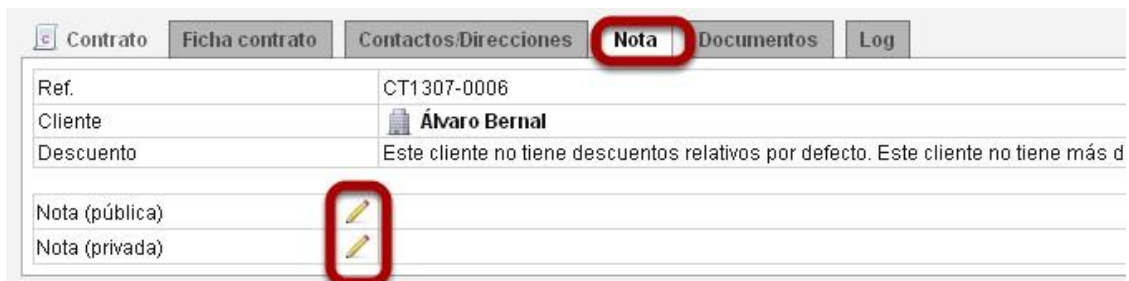 Contrato Ficha contrato Contactos/Direcciones Nota Documentos Log
Ref. CT1307-0006
Cliente Álvaro Bernal
Descuento Este cliente no tiene descuentos relativos por defecto. Este cliente no tiene más d
Nota (pública)
Nota (privada)